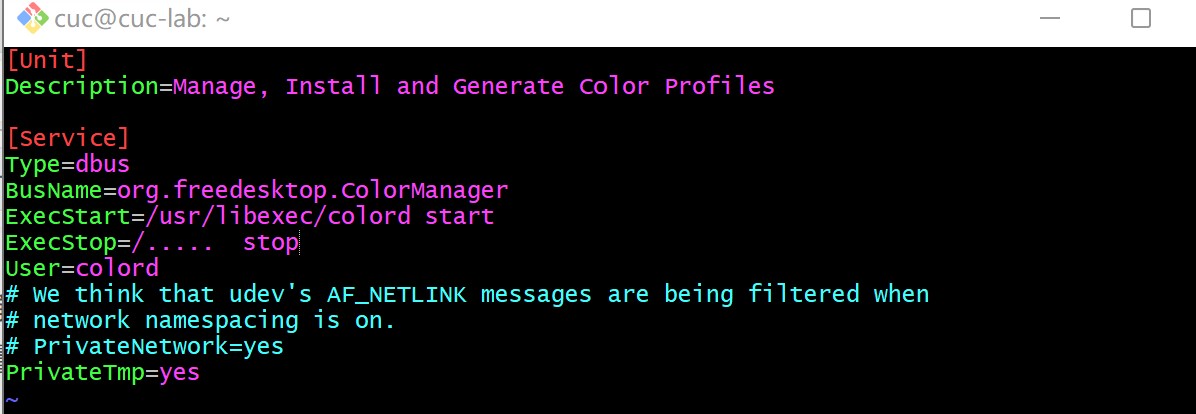 cuc@cuc-lab: ~
[Unit]
Description=Manage, Install and Generate Color Profiles

[Service]
Type=dbus
BusName=org.freedesktop.ColorManager
ExecStart=/usr/libexec/colord start
ExecStop=/.....  stop
User=colord
# We think that udev's AF_NETLINK messages are being filtered when
# network namespacing is on.
# PrivateNetwork=yes
PrivateTmp=yes
~